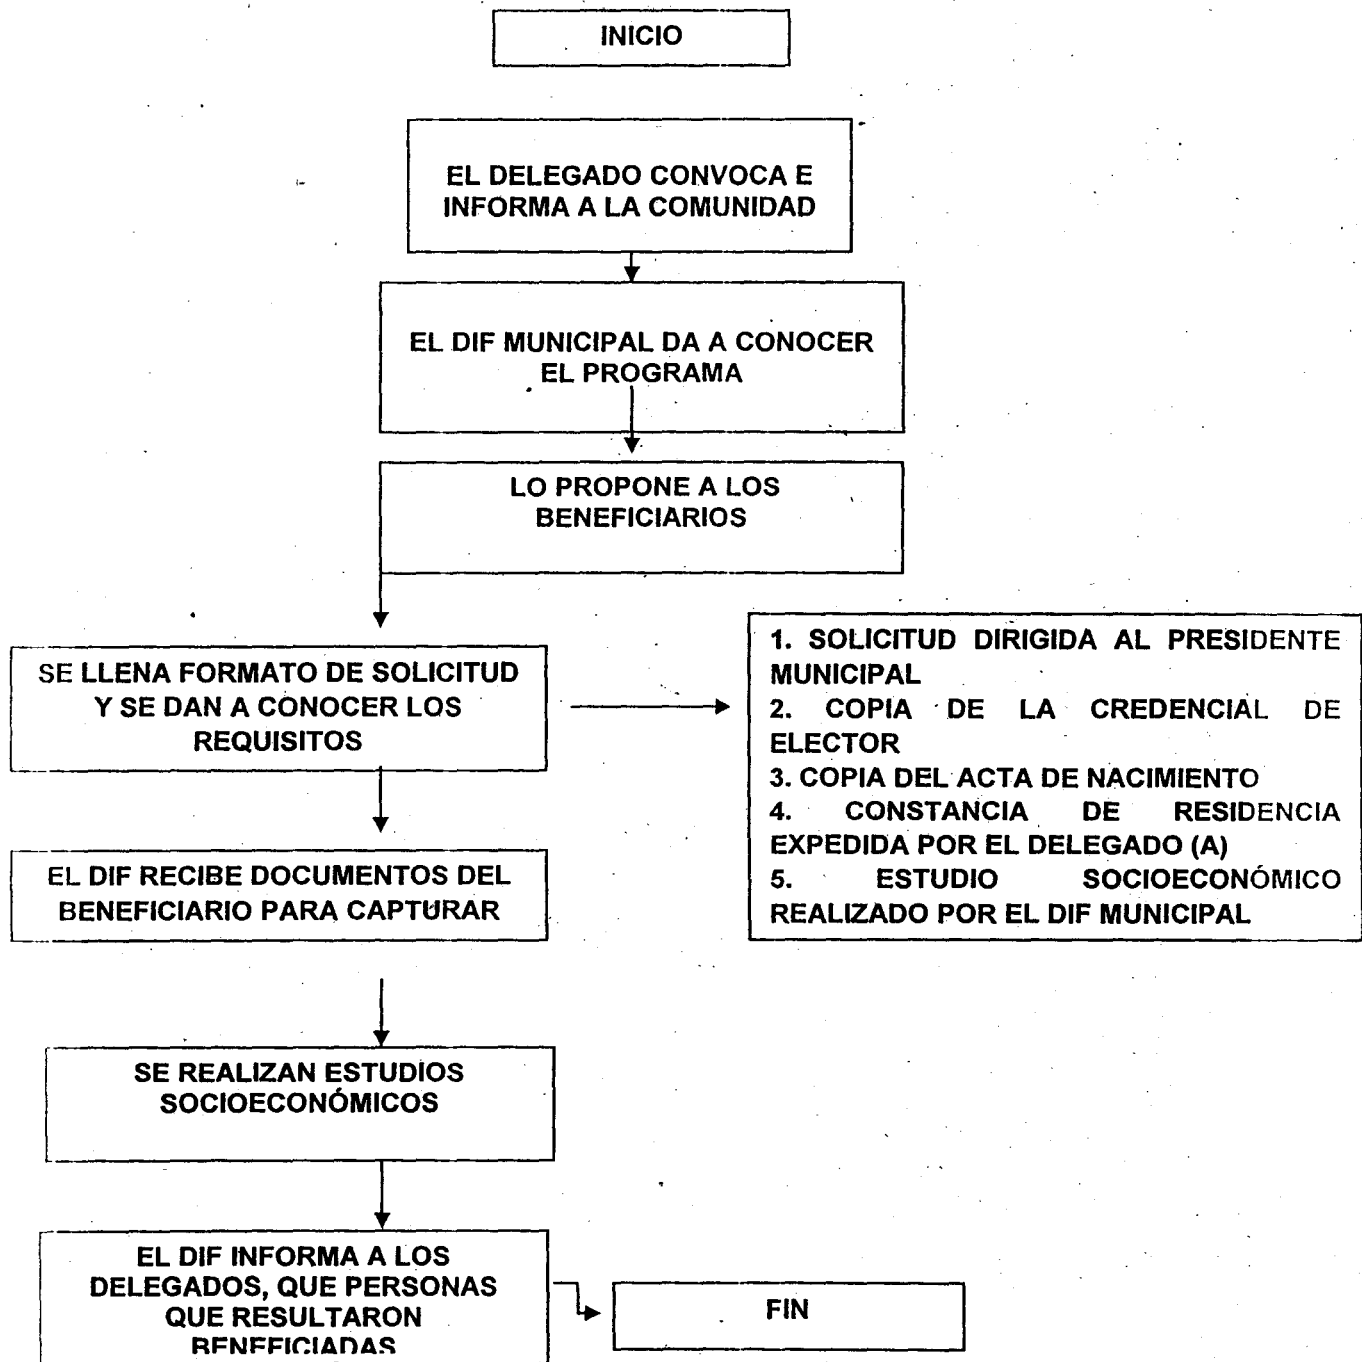 INICIO
EL DELEGADO CONVOCA E
INFORMA A LA COMUNIDAD
EL DIF MUNICIPAL DA A CONOCER
EL PROGRAMA
LO PROPONE A LOS
BENEFICIARIOS
SE LLENA FORMATO DE SOLICITUD
Y SE DAN A CONOCER LOS
REQUISITOS
1. SOLICITUD DIRIGIDA AL PRESIDENTE
MUNICIPAL
2. COPIA DE LA CREDENCIAL DE
ELECTOR
3. COPIA DEL ACTA DE NACIMIENTO
4. CONSTANCIA DE RESIDENCIA
EXPEDIDA POR EL DELEGADO (A)
5. ESTUDIO SOCIOECONÓMICO
REALIZADO POR EL DIF MUNICIPAL
EL DIF RECIBE DOCUMENTOS DEL
BENEFICIARIO PARA CAPTURAR
SE REALIZAN ESTUDIOS
SOCIOECONÓMICOS
EL DIF INFORMA A LOS
DELEGADOS, QUE PERSONAS
QUE RESULTARON
BENEFICIADAS
FIN